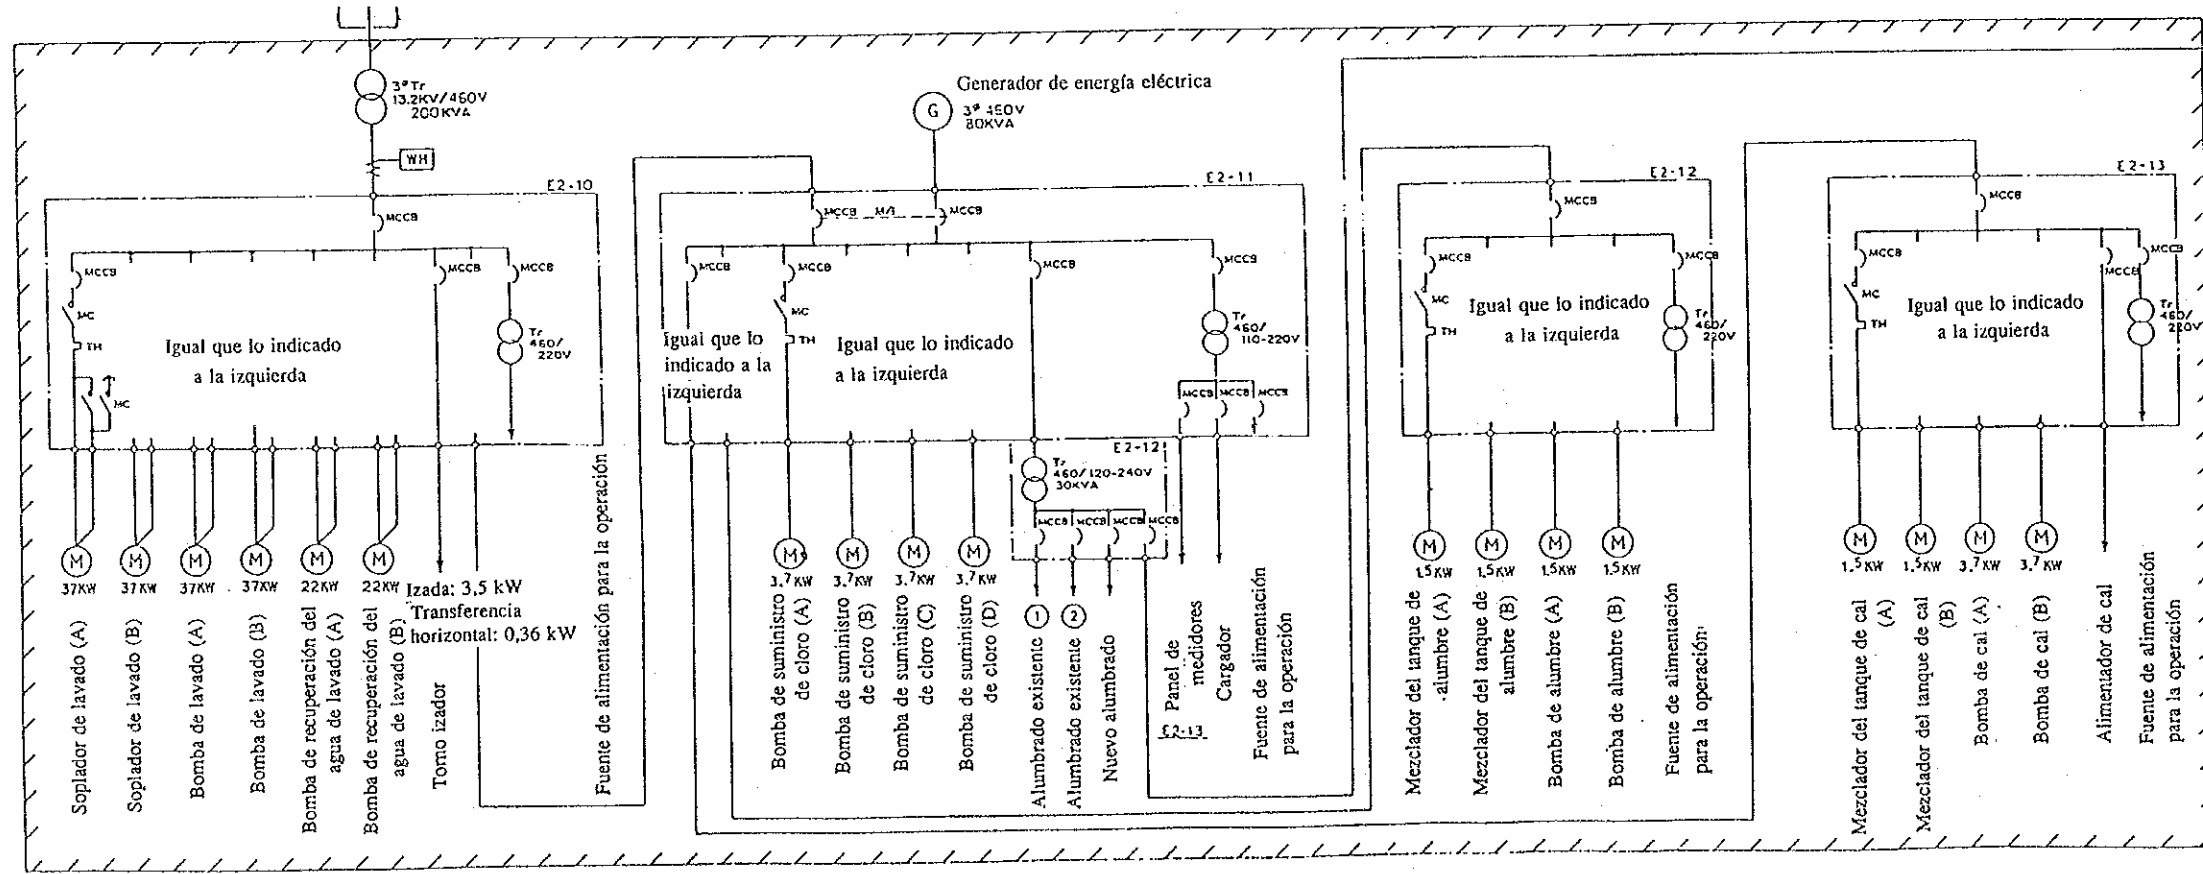 3ø Tr
13.2KV/460V
200KVA
WH
E2-10
MCCB
MCCB
MC
TH
MC
Igual que lo indicado
a la izquierda
MCCB
MCCB
Tr
460/
220V
M
37KW
M
37KW
M
37KW
M
37KW
M
22KW
M
22KW
Izada: 3,5 kW
Transferencia
horizontal: 0,36 kW
Soplador de lavado (A)
Soplador de lavado (B)
Bomba de lavado (A)
Bomba de lavado (B)
Bomba de recuperación del
agua de lavado (A)
Bomba de recuperación del
agua de lavado (B)
Torno izador
Fuente de alimentación para la operación
Generador de energía eléctrica
G
3ø 460V
80KVA
E2-11
MCCB
M/I
MCCB
MCCB
Igual que lo
indicado a la
izquierda
MCCB
MC
TH
Igual que lo indicado
a la izquierda
MCCB
MCCB
Tr
460/
110-220V
MCCB
MCCB
MCCB
E2-12
Tr
460/120-240V
30KVA
MCCB
MCCB
MCCB
MCCB
M
3.7KW
M
3.7KW
M
3.7KW
M
3.7KW
Bomba de suministro
de cloro (A)
Bomba de suministro
de cloro (B)
Bomba de suministro
de cloro (C)
Bomba de suministro
de cloro (D)
Alumbrado existente 1
Alumbrado existente 2
Nuevo alumbrado
Panel de
medidores
E2-13
Cargador
Fuente de alimentación
para la operación
E2-12
MCCB
MCCB
MC
TH
Igual que lo indicado
a la izquierda
MCCB
Tr
460/
220V
M
1.5KW
M
1.5KW
M
1.5KW
M
1.5KW
Mezclador del tanque de
alumbre (A)
Mezclador del tanque de
alumbre (B)
Bomba de alumbre (A)
Bomba de alumbre (B)
Fuente de alimentación
para la operación
E2-13
MCCB
MCCB
MC
TH
Igual que lo indicado
a la izquierda
MCCB
MCCB
Tr
460/
220V
M
1.5KW
M
1.5KW
M
3.7KW
M
3.7KW
Mezclador del tanque de cal
(A)
Mezclador del tanque de cal
(B)
Bomba de cal (A)
Bomba de cal (B)
Alimentador de cal
Fuente de alimentación
para la operación